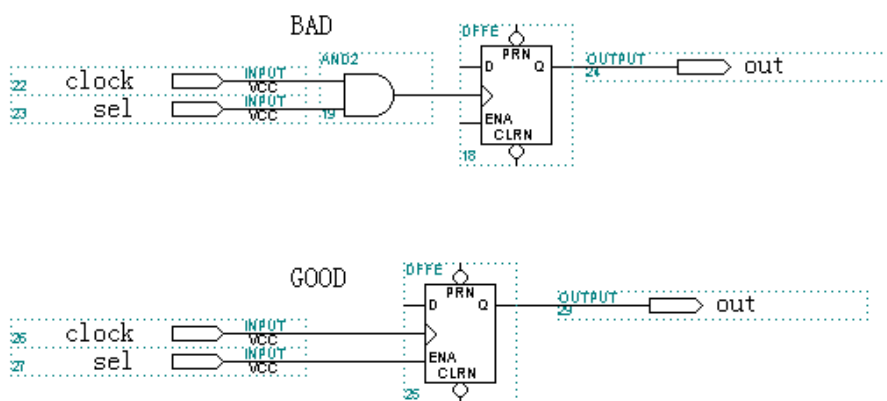 BAD
DFFE
AND2
PRN
OUTPUT
D Q
24
out
INPUT
22 clock VCC
INPUT
23 sel VCC
19
ENA
CLRN
18
GOOD
DFFE
PRN
OUTPUT
D Q
29
out
INPUT
26 clock VCC
INPUT
27 sel VCC
ENA
CLRN
25